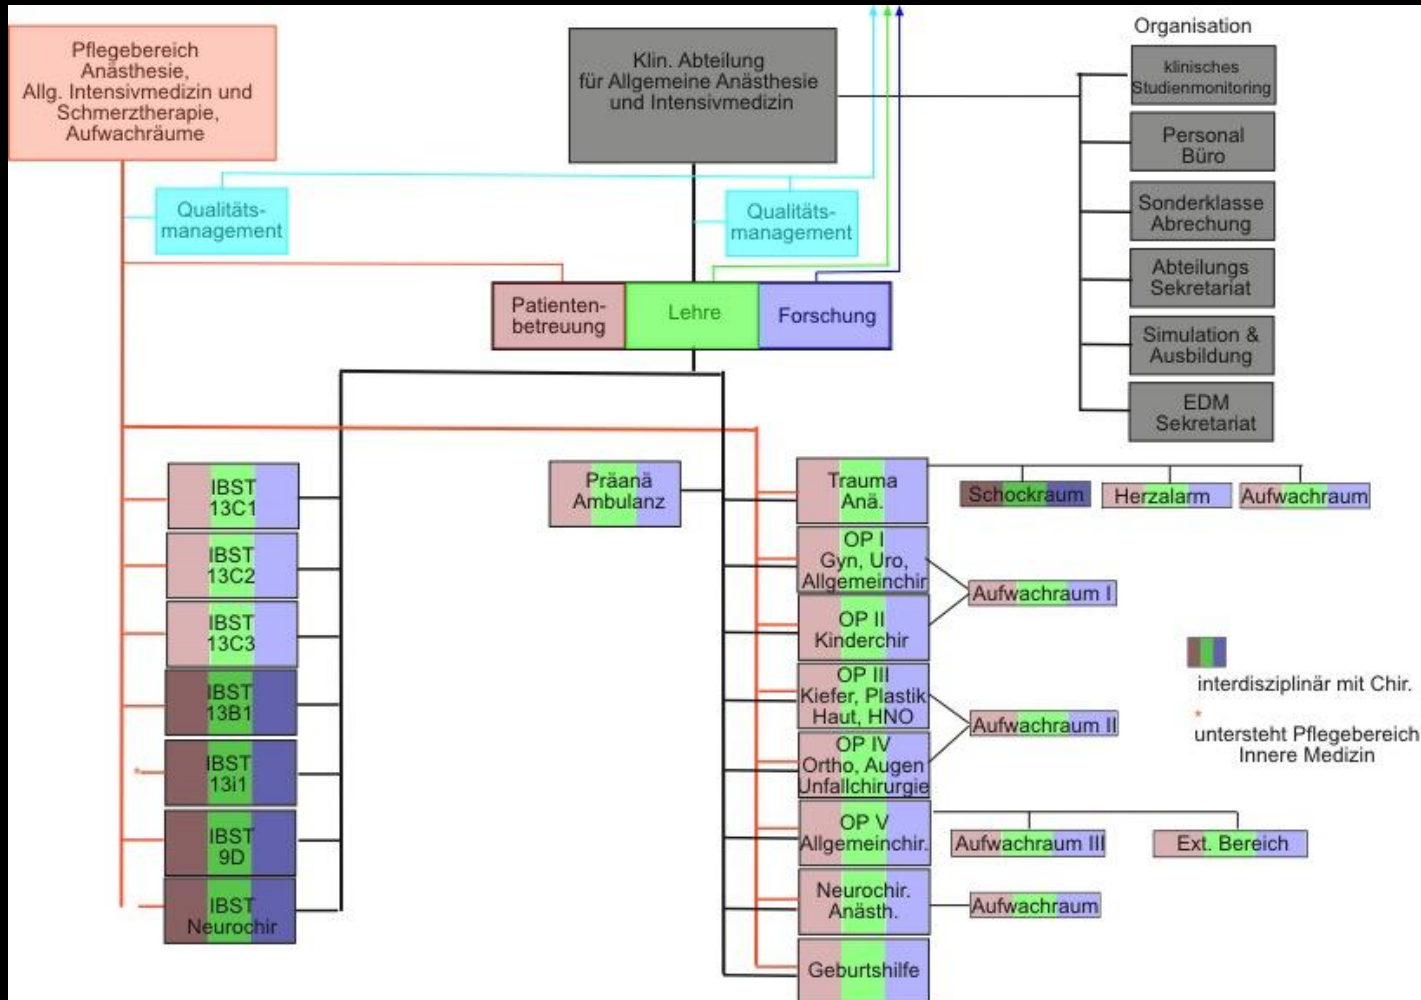 Pflegebereich
Anästhesie,
Allg. Intensivmedizin und
Schmerztherapie,
Aufwachräume
Klin. Abteilung
für Allgemeine Anästhesie
und Intensivmedizin
Organisation
klinisches
Studienmonitoring
Personal
Büro
Sonderklasse
Abrechung
Abteilungs
Sekretariat
Simulation &
Ausbildung
EDM
Sekretariat
Qualitäts-
management
Qualitäts-
management
Patienten-
betreuung
Lehre
Forschung
IBST
13C1
IBST
13C2
IBST
13C3
IBST
13B1
*
IBST
13i1
IBST
9D
IBST
Neurochir
Präanä
Ambulanz
Trauma
Anä.
Schockraum
Herzalarm
Aufwachraum
OP I
Gyn, Uro,
Allgemeinchir
OP II
Kinderchir
Aufwachraum I
OP III
Kiefer, Plastik
Haut, HNO
OP IV
Ortho, Augen
Unfallchirurgie
Aufwachraum II
OP V
Allgemeinchir.
Aufwachraum III
Ext. Bereich
Neurochir.
Anästh.
Aufwachraum
Geburtshilfe
interdisziplinär mit Chir.
*
untersteht Pflegebereich
Innere Medizin